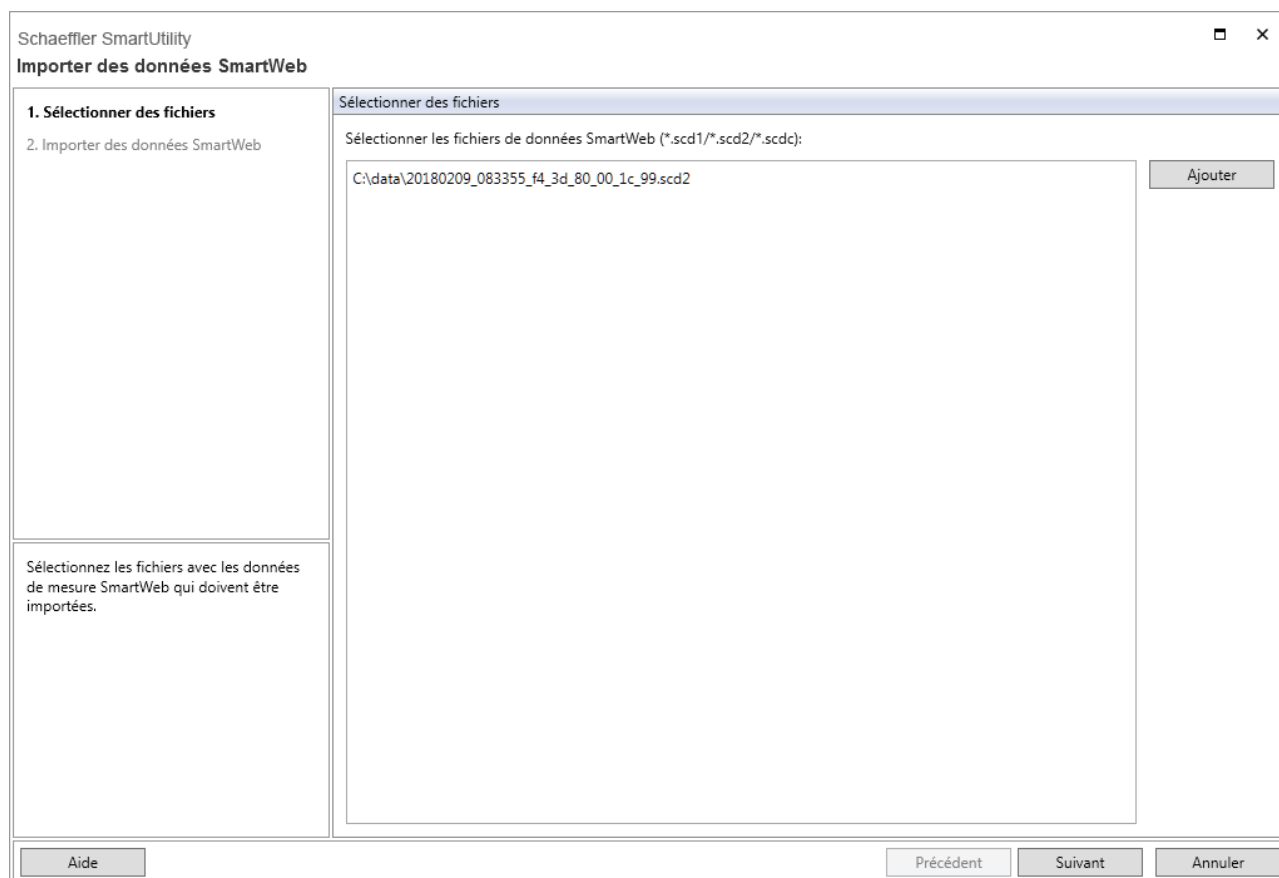 Schaeffler SmartUtility
Importer des données SmartWeb
1. Sélectionner des fichiers
2. Importer des données SmartWeb
Sélectionnez les fichiers avec les données
de mesure SmartWeb qui doivent être
importées.
Sélectionner des fichiers
Sélectionner les fichiers de données SmartWeb (*.scd1/*.scd2/*.scdc):
C:\data\20180209_083355_f4_3d_80_00_1c_99.scd2
Ajouter
Aide
Précédent
Suivant
Annuler